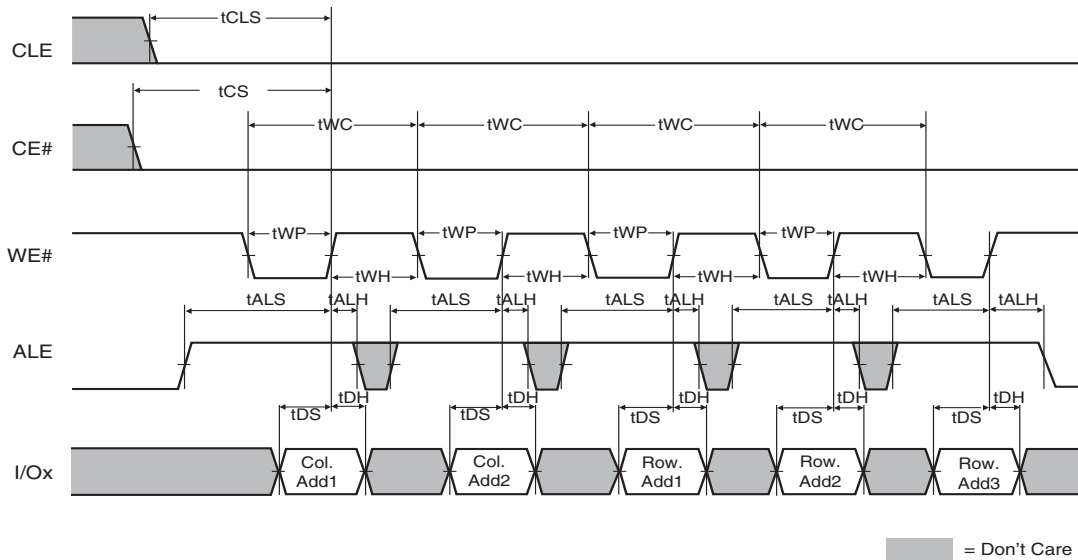 tCLS
CLE
tCS
tWC tWC tWC tWC
CE#
tWP tWP tWP tWP
WE#
tWH tWH tWH tWH
tALS tALH tALS tALH tALS tALH tALS tALH tALS tALH
ALE
tDH tDH tDH tDH tDH
tDS tDS tDS tDS tDS
I/Ox
Col. Add1
Col. Add2
Row. Add1
Row. Add2
Row. Add3
= Don't Care